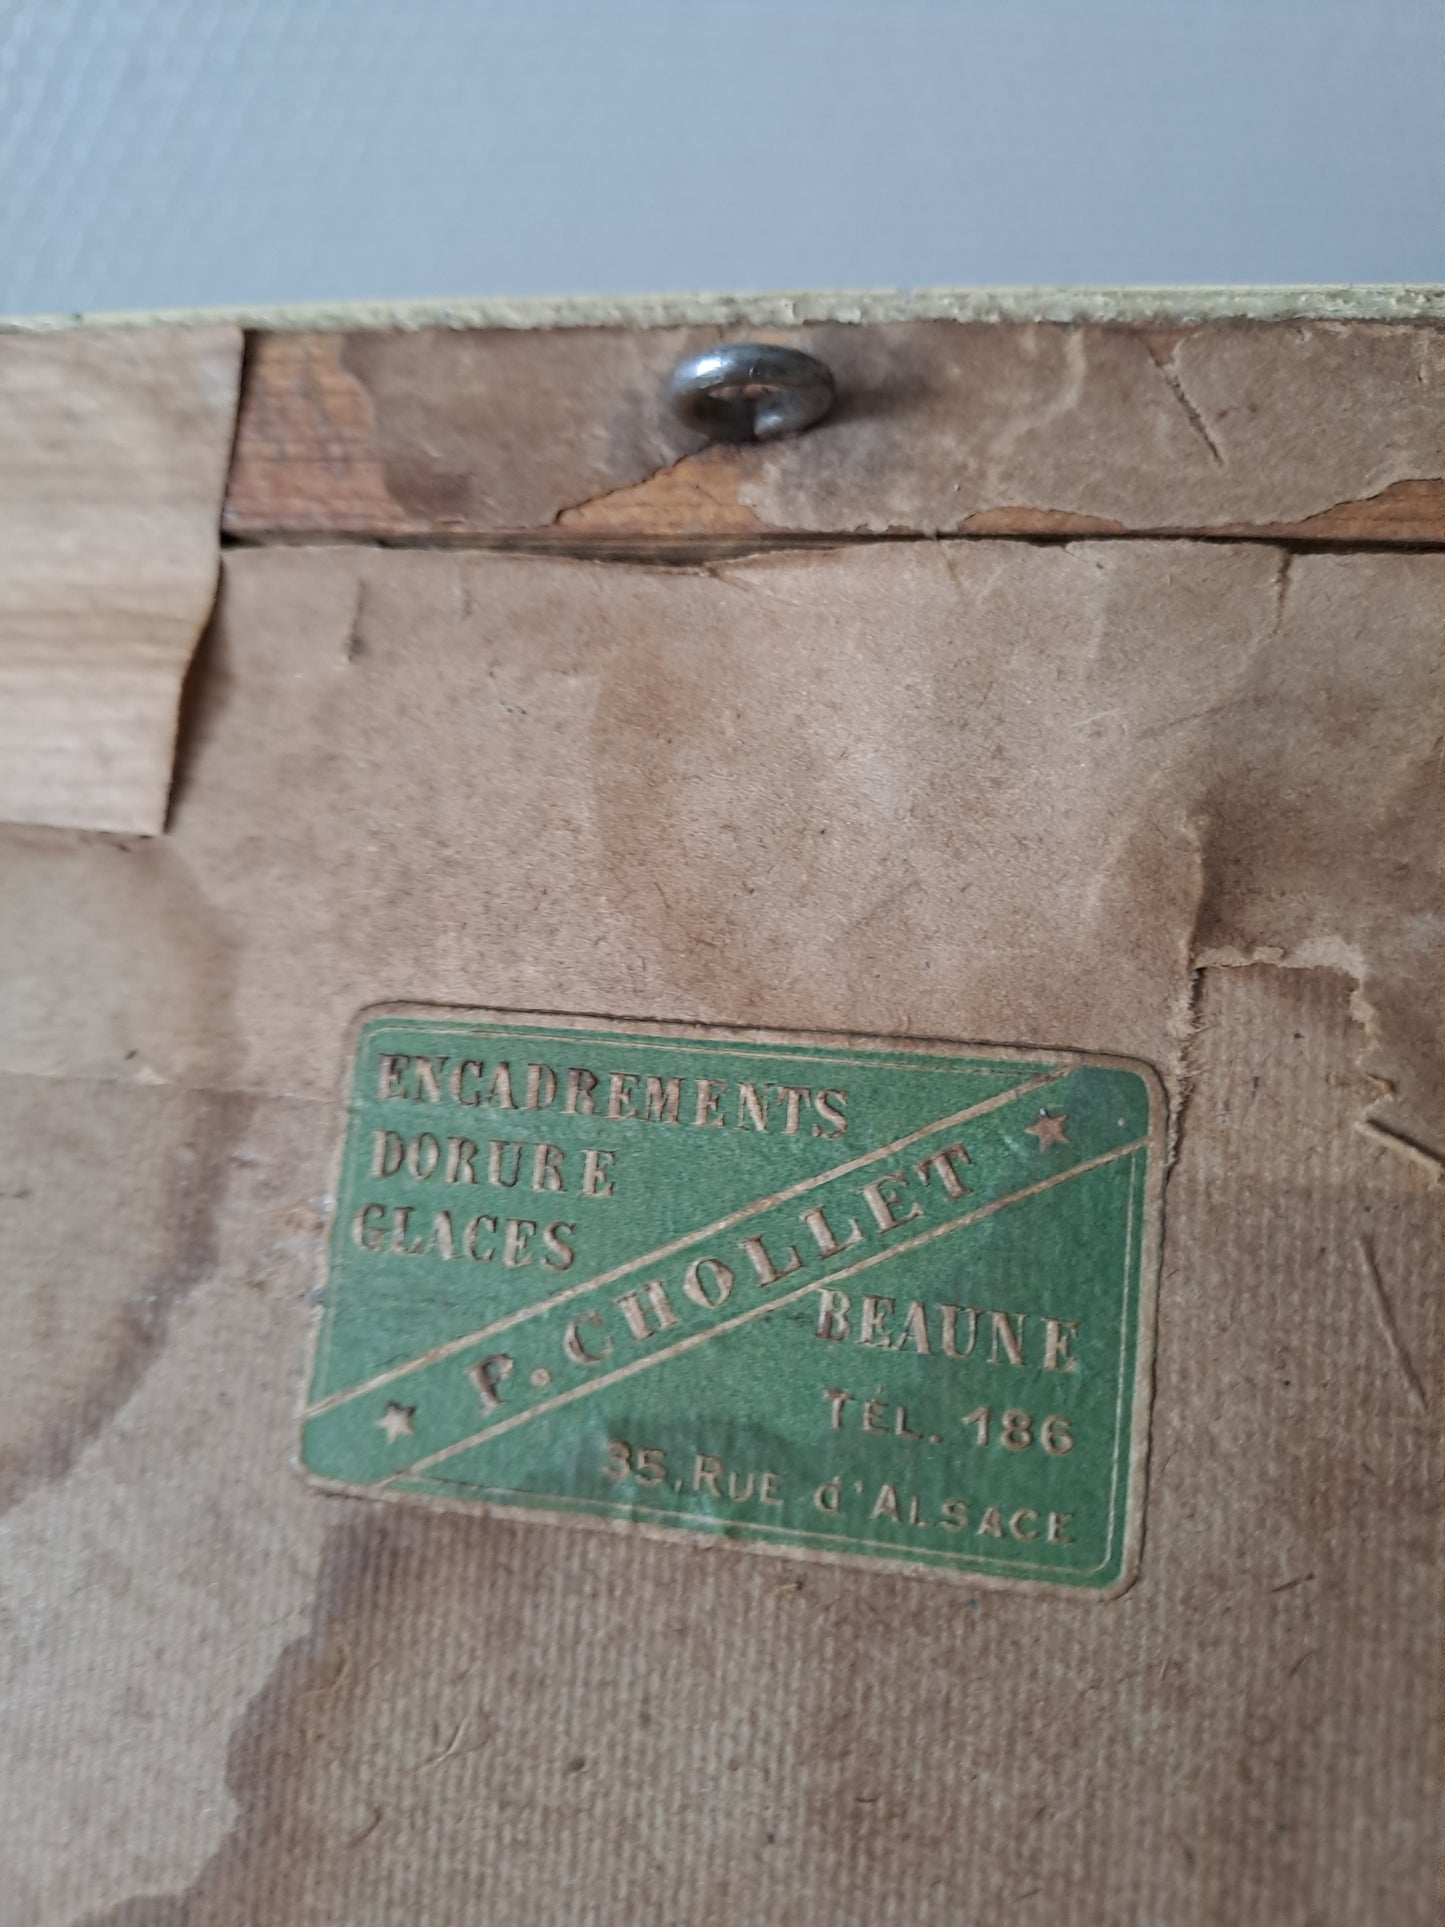 ENCADREMENTS
DORURE
GLACES
P. CHOLLET
BEAUNE
TÉL. 186
35, RUE d'ALSACE